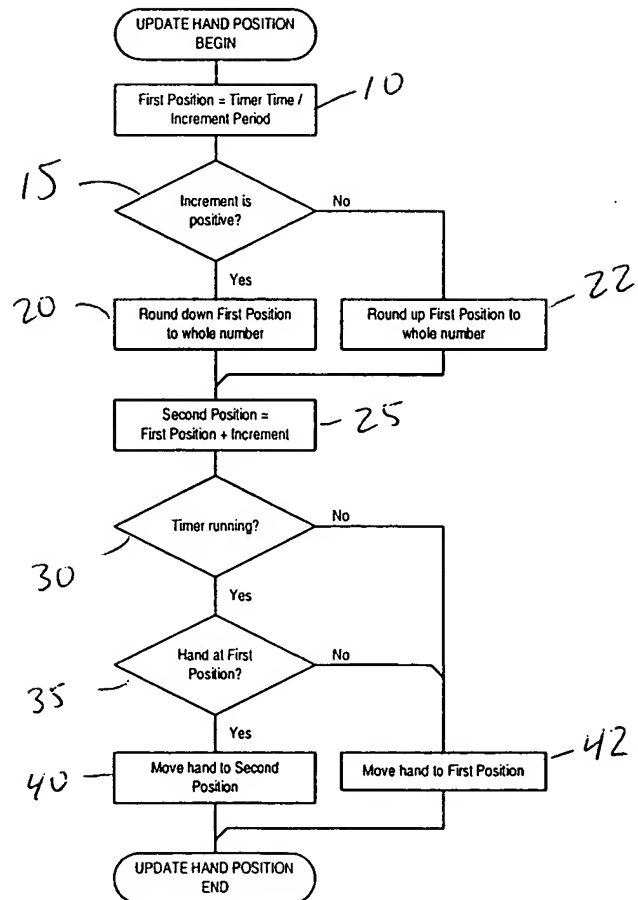 UPDATE HAND POSITION
BEGIN
First Position = Timer Time /
Increment Period
10
15
Increment is
positive?
No
Yes
20
Round down First Position
to whole number
Round up First Position to
whole number
22
Second Position =
First Position + Increment
25
Timer running?
No
30
Yes
Hand at First
Position?
No
35
Yes
40
Move hand to Second
Position
Move hand to First Position
42
UPDATE HAND POSITION
END